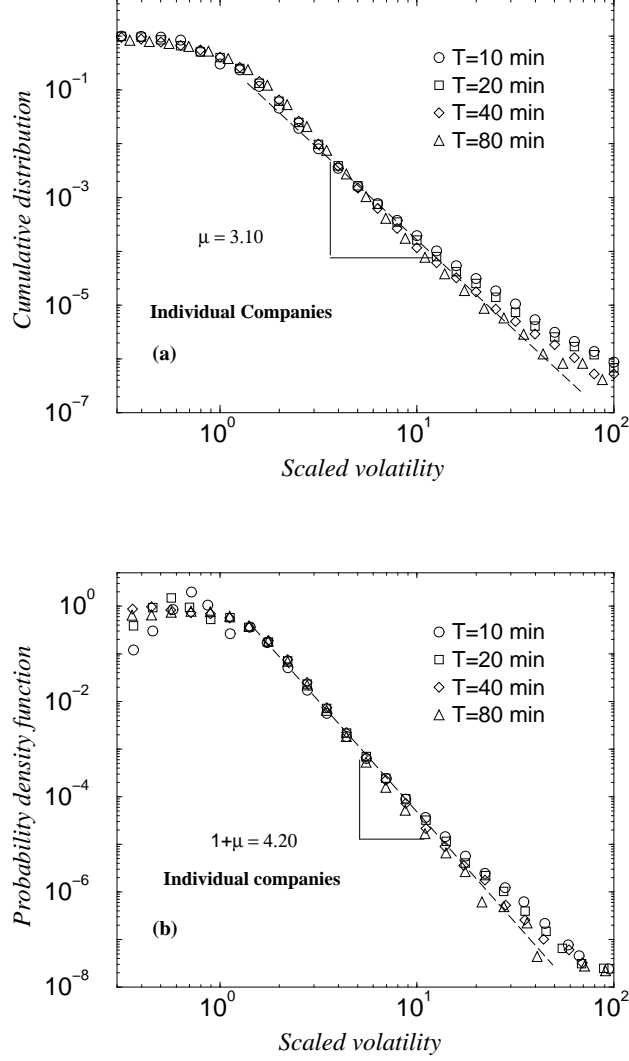 T=10 min
T=20 min
T=40 min
T=80 min
10^-1
10^-3
10^-5
10^-7
Cumulative distribution
μ = 3.10
Individual Companies
(a)
10^0
10^1
10^2
Scaled volatility
10^0
10^-2
10^-4
10^-6
10^-8
Probability density function
T=10 min
T=20 min
T=40 min
T=80 min
1+μ = 4.20
Individual companies
(b)
10^0
10^1
10^2
Scaled volatility